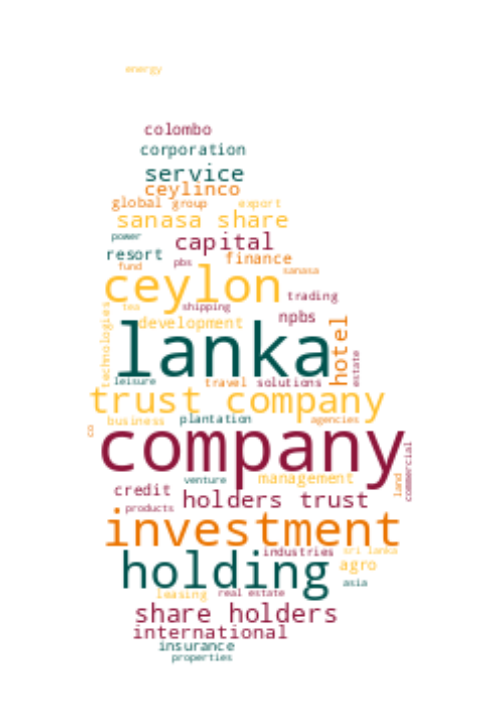 energy
colombo
corporation
service
ceylinco
global group export
sanasa share
power capital
resort pbs finance
fund sanasa
ceylon trading
tea shipping npbs
technologies development
lanka hotel
estate
leisure travel solutions
trust company
business plantation agencies
co
company
commercial
land
venture management
credit holders trust
products
investment
industries sri lanka
holding agro
asia
leasing real estate
share holders
international
insurance
properties